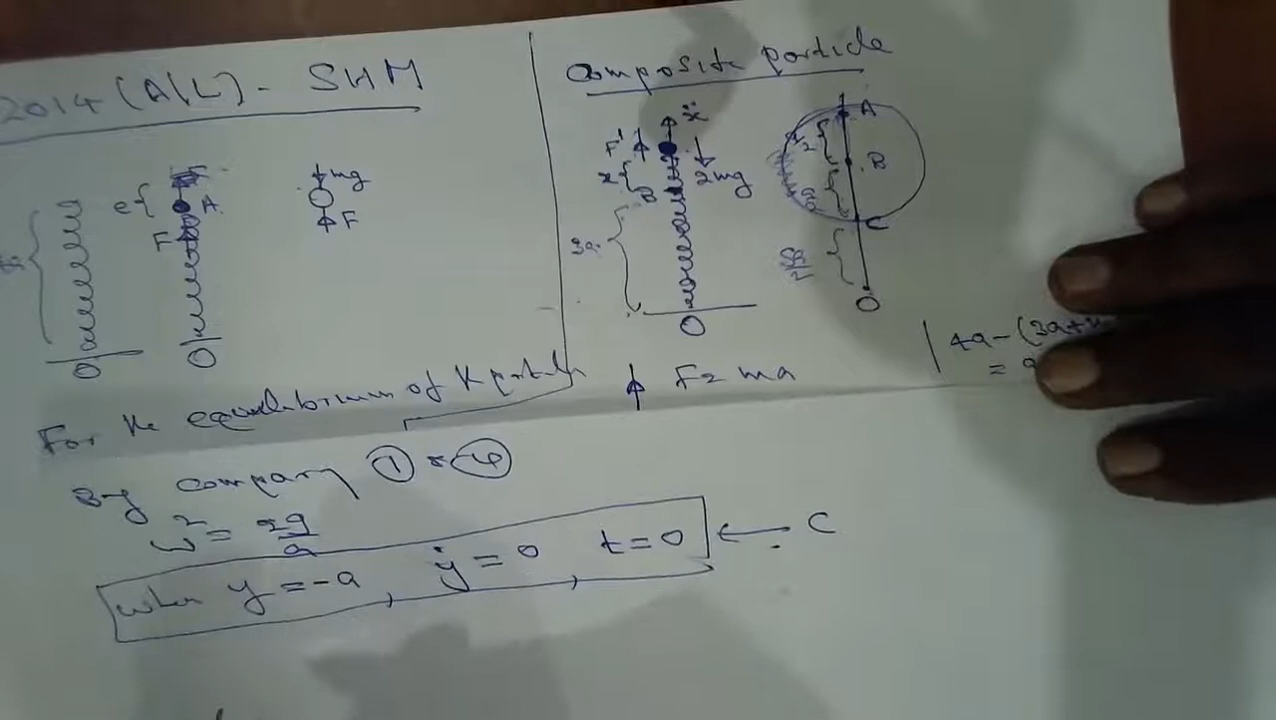 2014 (A/L) - SHM
Composite particle
e{
A
F
O
O
mg
F
F'
ẍ
x {
B
2mg
3a
O
A
B
C
O
4a - (3a+x
= a
For the equilibrium of the particle
↑ F = ma
By company ① & ④
ω² = 2g/a
when y = -a, ẏ = 0, t = 0 ← C